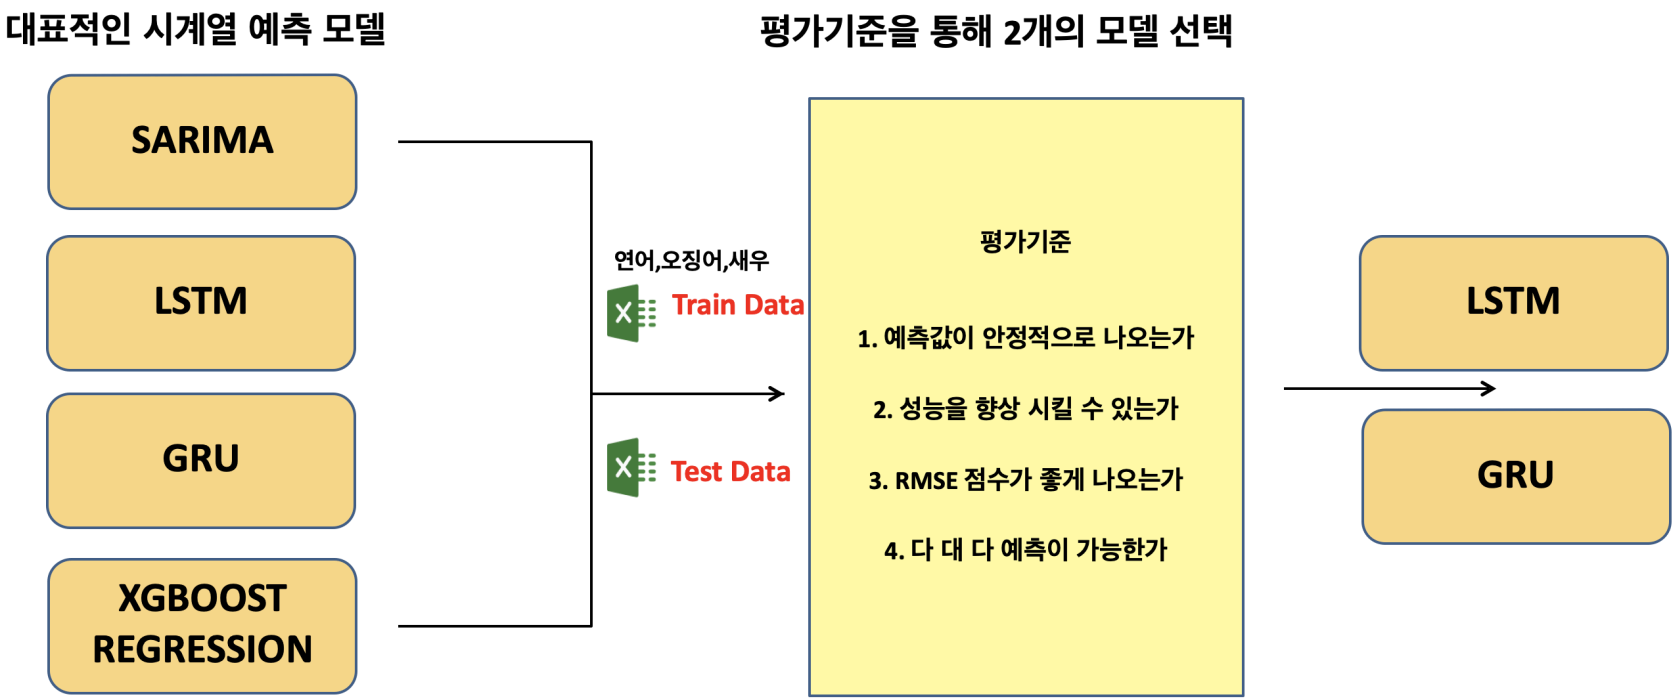 대표적인 시계열 예측 모델
평가기준을 통해 2개의 모델 선택
SARIMA
LSTM
GRU
XGBOOST
REGRESSION
연어,오징어,새우
Train Data
Test Data
평가기준
1. 예측값이 안정적으로 나오는가
2. 성능을 향상 시킬 수 있는가
3. RMSE 점수가 좋게 나오는가
4. 다 대 다 예측이 가능한가
LSTM
GRU